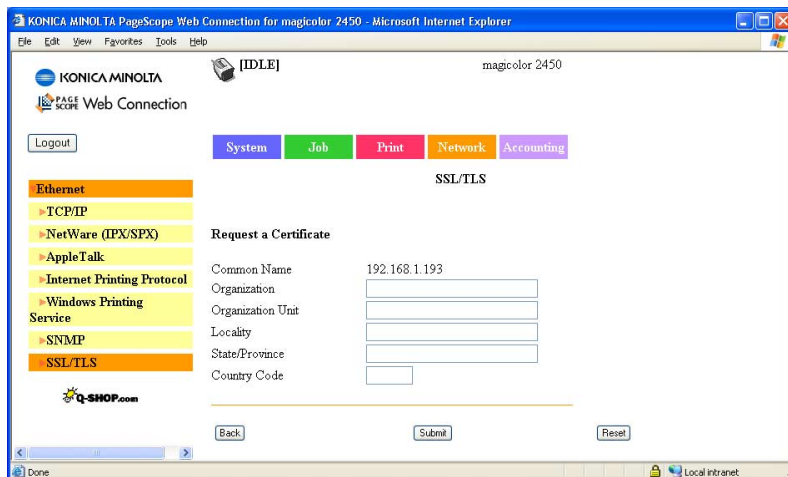 KONICA MINOLTA PageScope Web Connection for magicolor 2450 - Microsoft Internet Explorer
File Edit View Favorites Tools Help
KONICA MINOLTA
[IDLE]
magicolor 2450
PAGE SCOPE Web Connection
Logout
System Job Print Network Accounting
SSL/TLS
Ethernet
TCP/IP
NetWare (IPX/SPX)
AppleTalk
Internet Printing Protocol
Windows Printing
Service
SNMP
SSL/TLS
Q-SHOP.com
Request a Certificate
Common Name 192.168.1.193
Organization
Organization Unit
Locality
State/Province
Country Code
Back Submit Reset
Done Local intranet